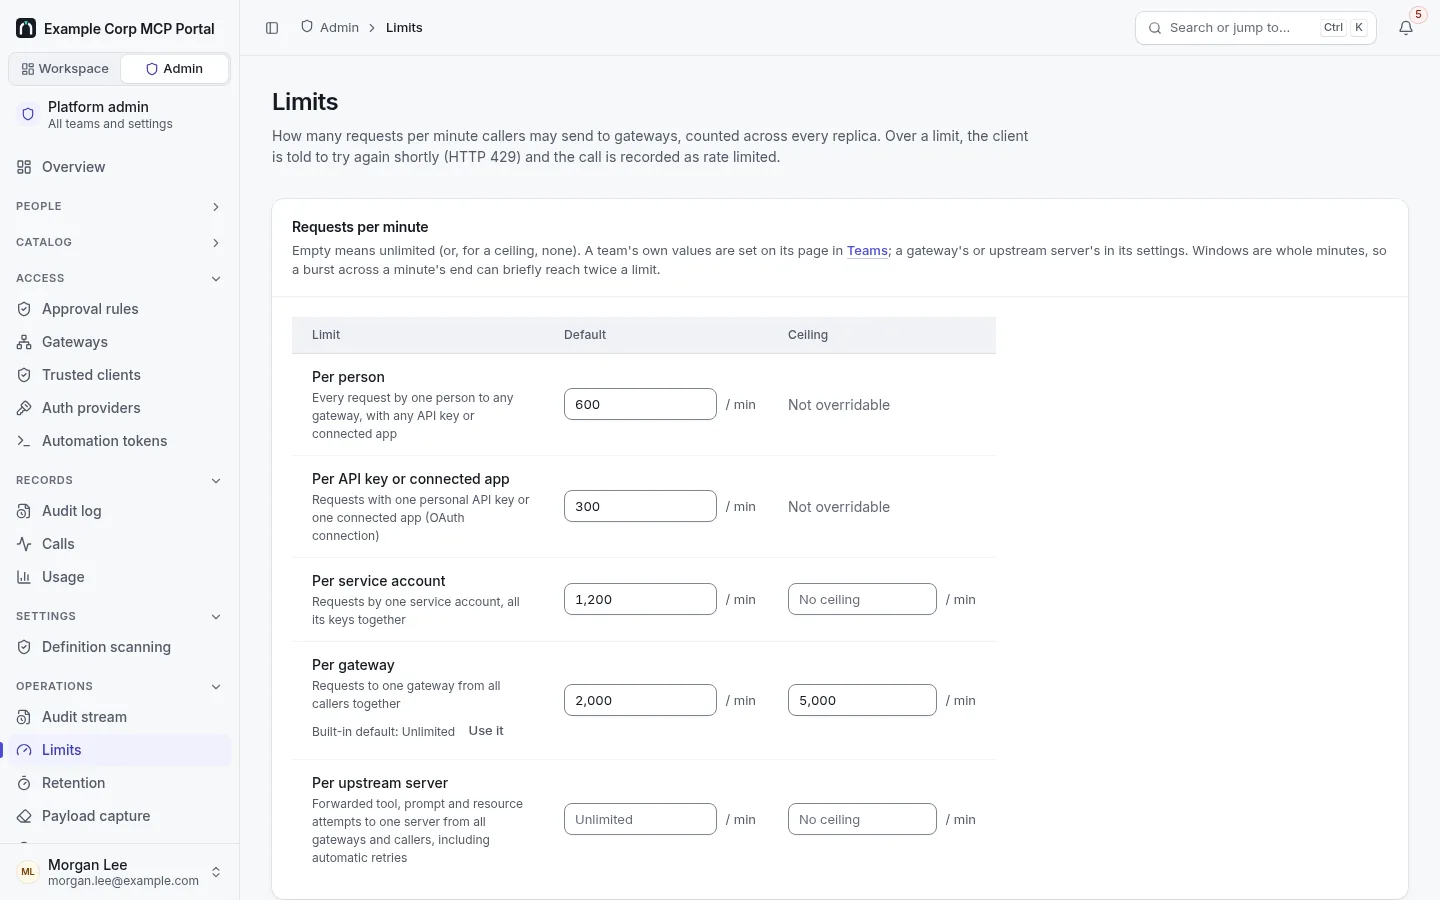 Example Corp MCP Portal
Workspace
Admin
Platform admin
All teams and settings
Overview
PEOPLE
CATALOG
ACCESS
Approval rules
Gateways
Trusted clients
Auth providers
Automation tokens
RECORDS
Audit log
Calls
Usage
SETTINGS
Definition scanning
OPERATIONS
Audit stream
Limits
Retention
Payload capture
ML
Morgan Lee
morgan.lee@example.com
Admin
Limits
Search or jump to...
Ctrl
K
5
Limits
How many requests per minute callers may send to gateways, counted across every replica. Over a limit, the client
is told to try again shortly (HTTP 429) and the call is recorded as rate limited.
Requests per minute
Empty means unlimited (or, for a ceiling, none). A team's own values are set on its page in Teams; a gateway's or upstream server's in its settings. Windows are whole minutes, so
a burst across a minute's end can briefly reach twice a limit.
Limit
Default
Ceiling
Per person
Every request by one person to any
gateway, with any API key or
connected app
600
/ min
Not overridable
Per API key or connected app
Requests with one personal API key or
one connected app (OAuth
connection)
300
/ min
Not overridable
Per service account
Requests by one service account, all
its keys together
1,200
/ min
No ceiling
/ min
Per gateway
Requests to one gateway from all
callers together
Built-in default: Unlimited
Use it
2,000
/ min
5,000
/ min
Per upstream server
Forwarded tool, prompt and resource
attempts to one server from all
gateways and callers, including
automatic retries
Unlimited
/ min
No ceiling
/ min